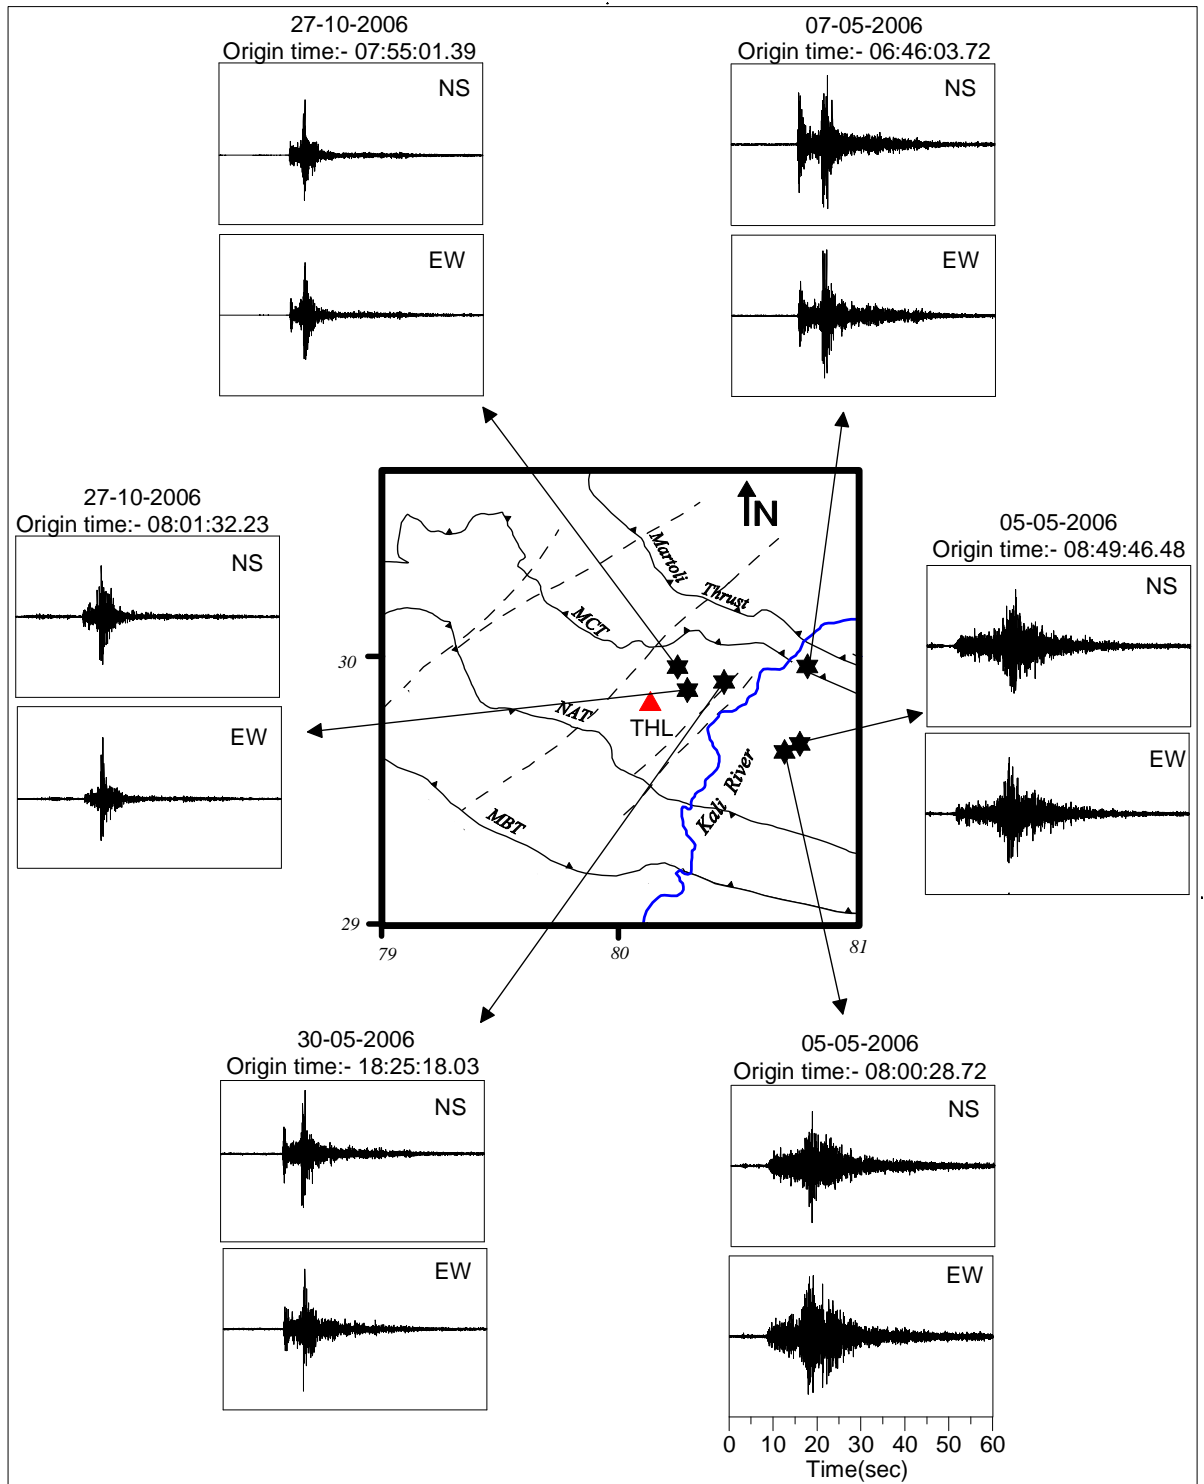 27-10-2006
Origin time:- 07:55:01.39
NS
EW
07-05-2006
Origin time:- 06:46:03.72
NS
EW
27-10-2006
Origin time:- 08:01:32.23
NS
EW
N
Martoli
Thrust
MCT
NAT
THL
MBT
Kali River
30
29
79
80
81
05-05-2006
Origin time:- 08:49:46.48
NS
EW
30-05-2006
Origin time:- 18:25:18.03
NS
EW
05-05-2006
Origin time:- 08:00:28.72
NS
EW
0 10 20 30 40 50 60
Time(sec)